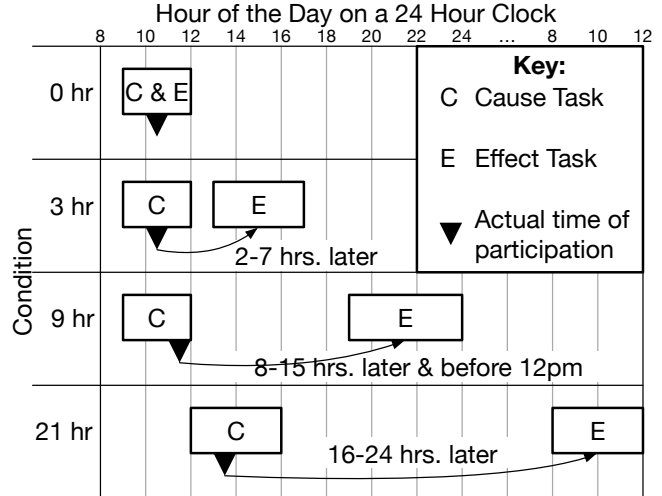 Hour of the Day on a 24 Hour Clock
8 10 12 14 16 18 20 22 24 ... 8 10 12
Key:
C Cause Task
E Effect Task
Actual time of
participation
Condition
0 hr
C & E
3 hr
C E
2-7 hrs. later
9 hr
C E
8-15 hrs. later & before 12pm
21 hr
C E
16-24 hrs. later